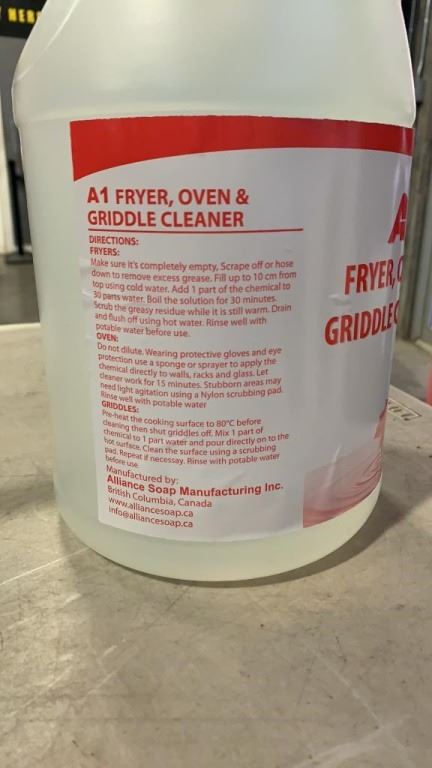 A1 FRYER, OVEN &
GRIDDLE CLEANER
DIRECTIONS:
FRYERS:
Make sure it's completely empty, Scrape off or hose
down to remove excess grease. Fill up to 10 cm from
top using cold water. Add 1 part of the chemical to
30 parts water. Boil the solution for 30 minutes.
Scrub the greasy residue while it is still warm. Drain
and flush off using hot water. Rinse well with
potable water before use.
OVEN:
Do not dilute. Wearing protective gloves and eye
protection use a sponge or sprayer to apply the
chemical directly to walls, racks and glass. Let
cleaner work for 15 minutes. Stubborn areas may
need light agitation using a Nylon scrubbing pad.
Rinse well with potable water
GRIDDLES:
Pre-heat the cooking surface to 80°C before
cleaning then shut griddles off. Mix 1 part of
chemical to 1 part water and pour directly on to the
hot surface. Clean the surface using a scrubbing
pad. Repeat if necessay. Rinse with potable water
before use.
Manufactured by:
Alliance Soap Manufacturing Inc.
British Columbia, Canada
www.alliancesoap.ca
info@alliancesoap.ca
A
FRYER, O
GRIDDLE C